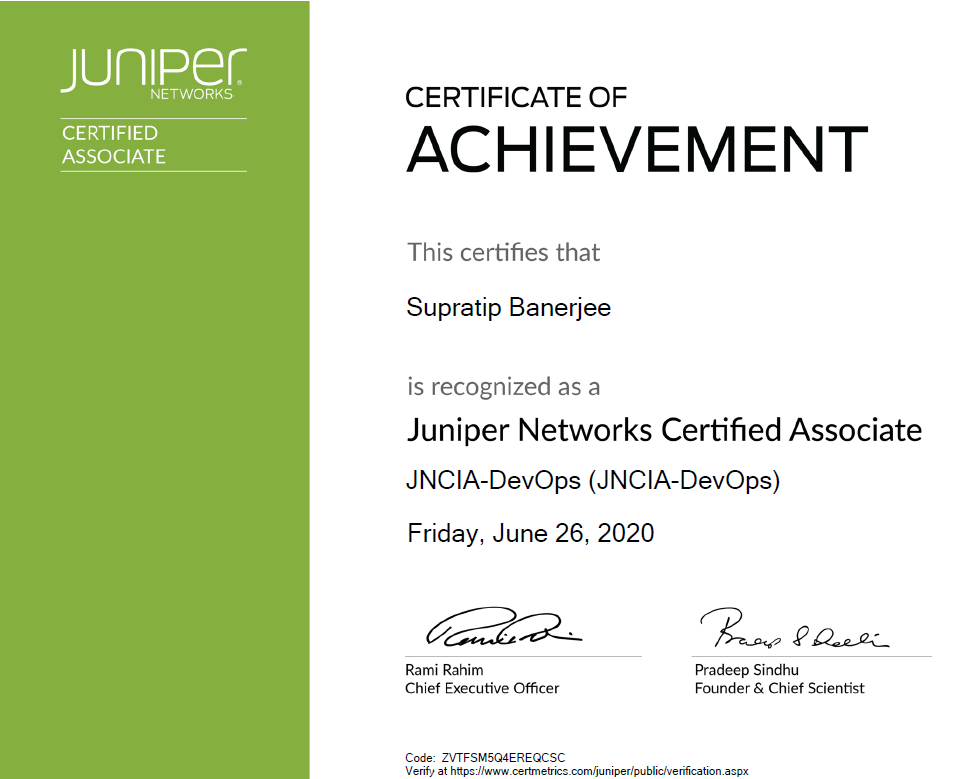 JUNIPer
NETWORKS
CERTIFIED
ASSOCIATE
CERTIFICATE OF
ACHIEVEMENT
This certifies that
Supratip Banerjee
is recognized as a
Juniper Networks Certified Associate
JNCIA-DevOps (JNCIA-DevOps)
Friday, June 26, 2020
Rami Rahim
Chief Executive Officer
Pradeep Sindhu
Founder & Chief Scientist
Code: ZVTFSM5Q4EREQCSC
Verify at https://www.certmetrics.com/juniper/public/verification.aspx